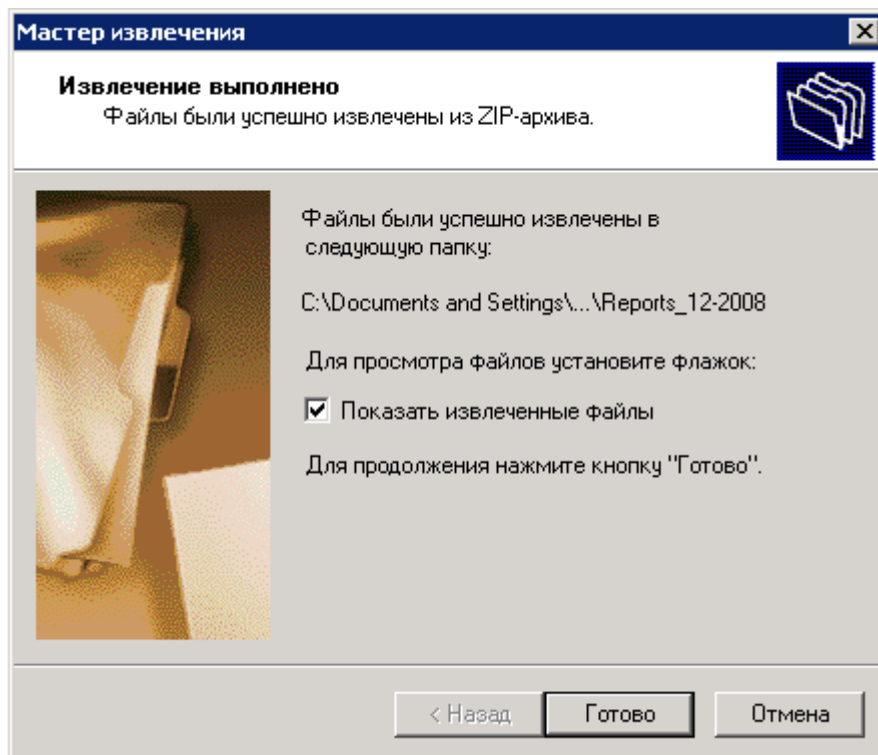 Мастер извлечения
Извлечение выполнено
Файлы были успешно извлечены из ZIP-архива.
Файлы были успешно извлечены в
следующую папку:
C:\Documents and Settings\...\Reports_12-2008
Для просмотра файлов установите флажок:
Показать извлеченные файлы
Для продолжения нажмите кнопку "Готово".
< Назад Готово Отмена